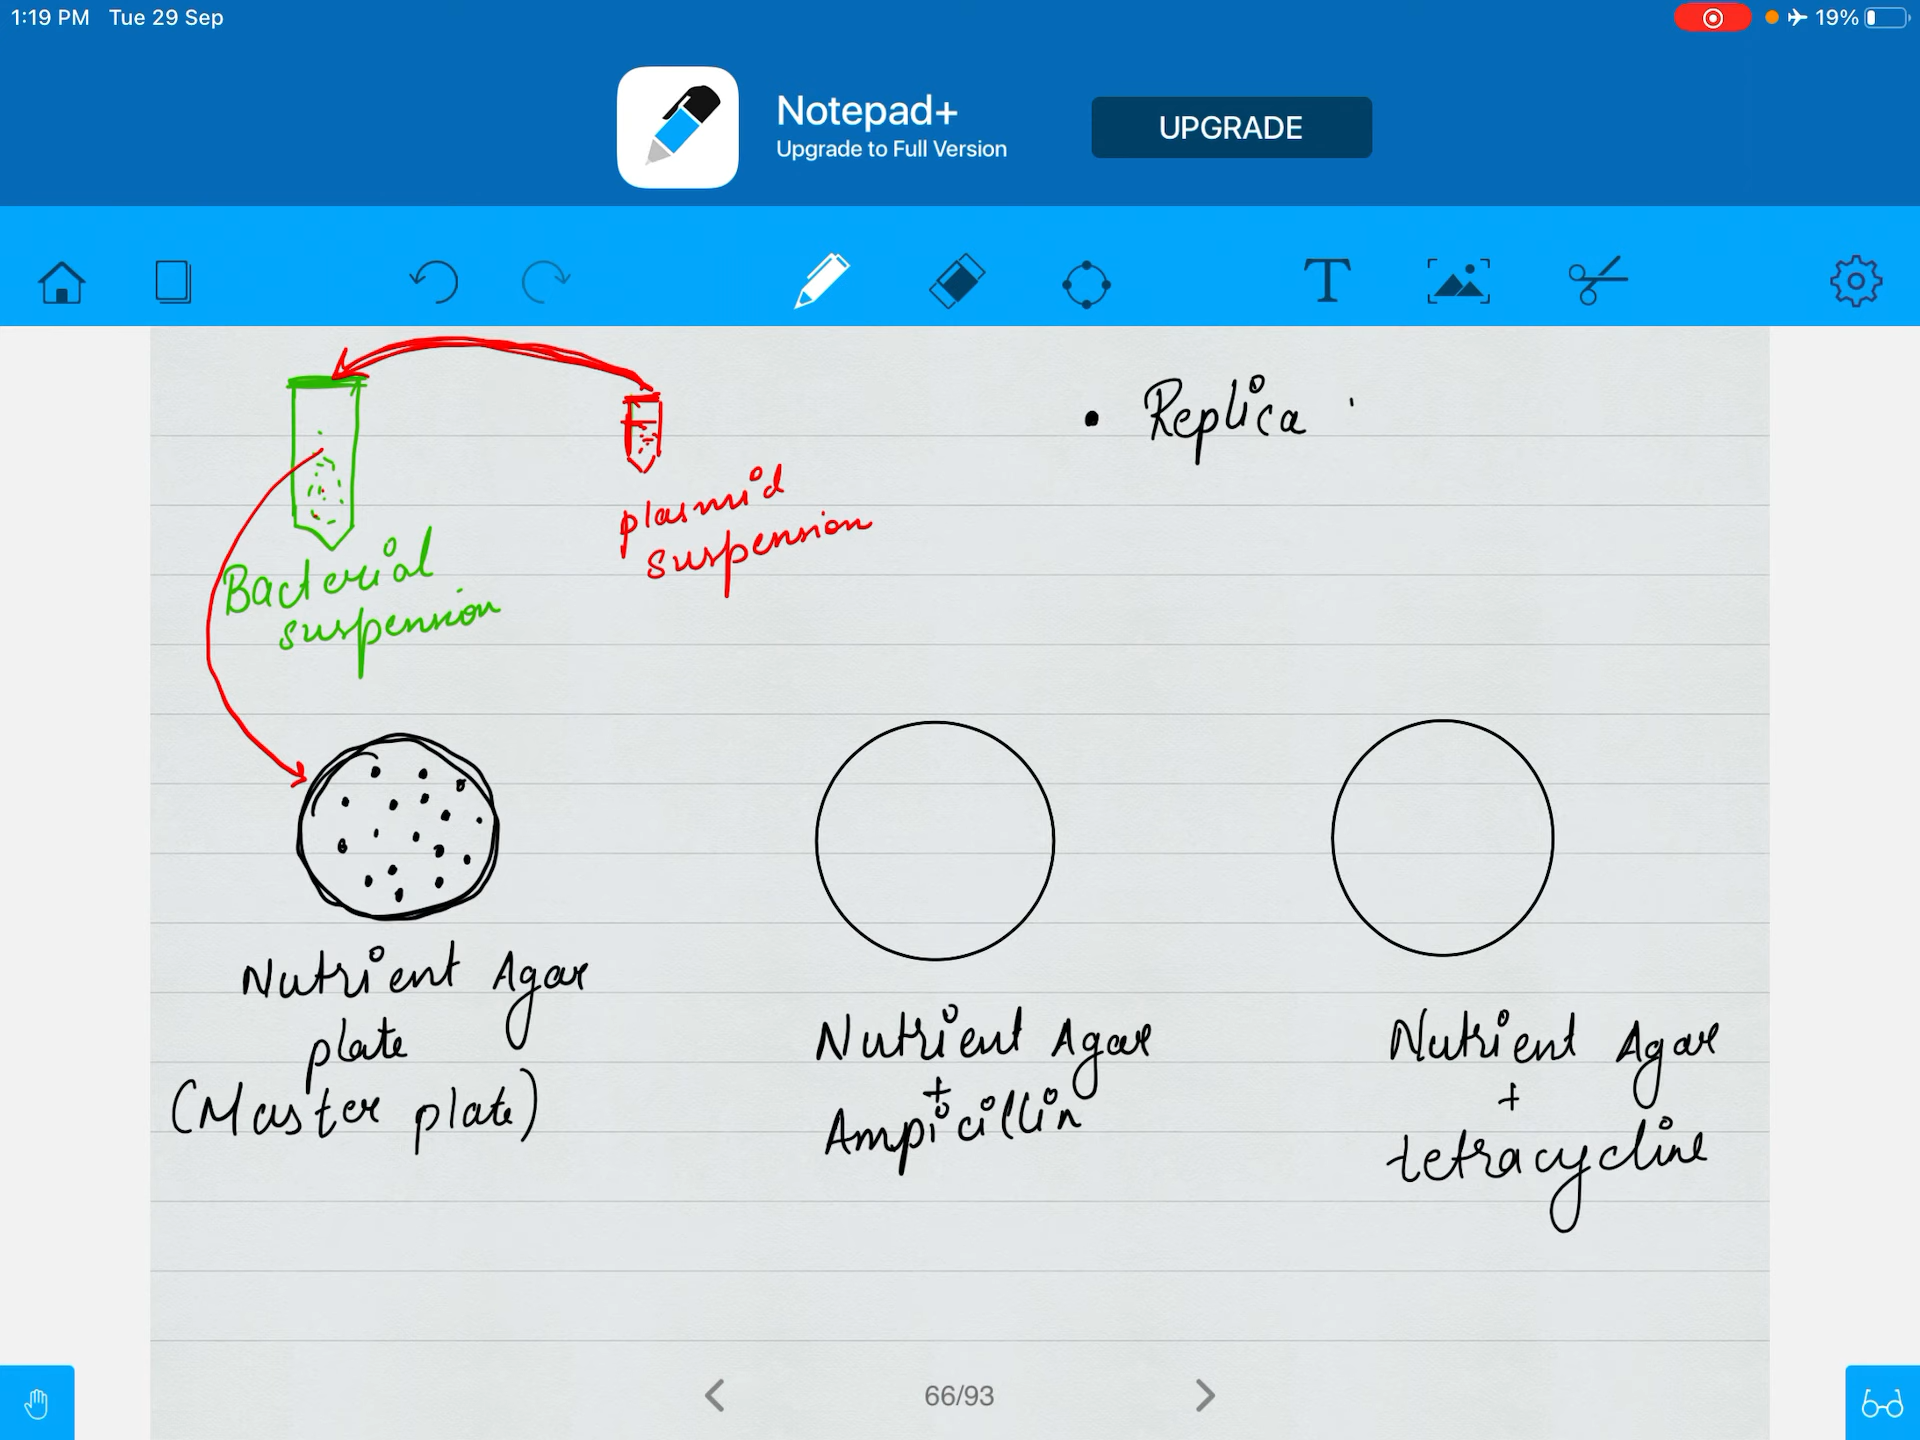 1:19 PM Tue 29 Sep
19%
Notepad+
Upgrade to Full Version
UPGRADE
T
• Replica
plasmid
suspension
Bacterial
suspension
Nutrient Agar
plate
(Master plate)
Nutrient Agar
+
Ampicillin
Nutrient Agar
+
tetracycline
66/93